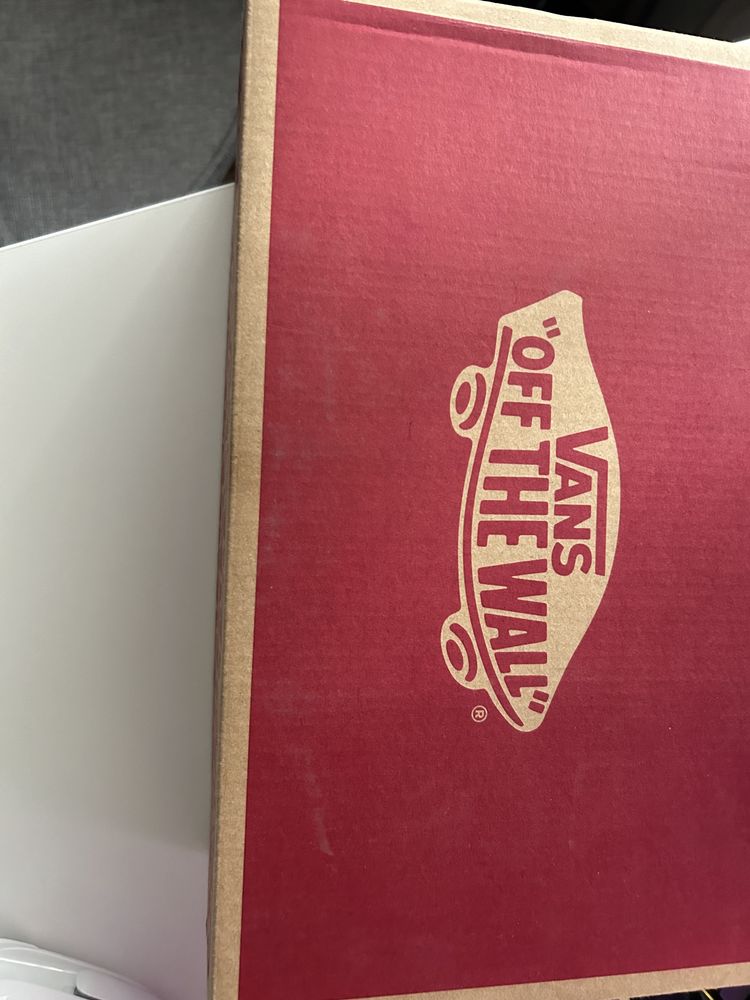 VANS
"OFF THE WALL"
®